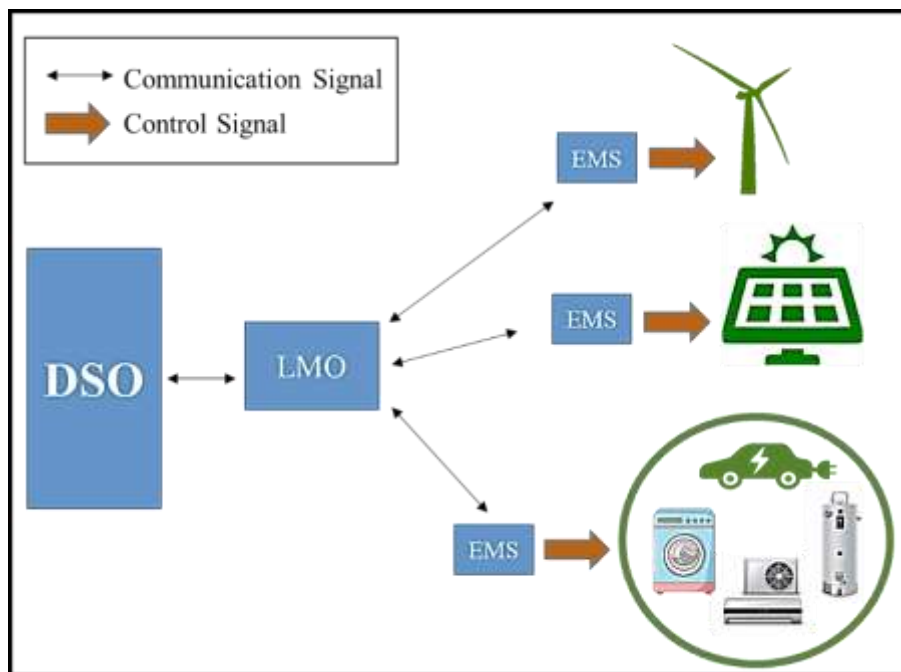 Communication Signal
Control Signal
EMS
EMS
DSO
LMO
EMS